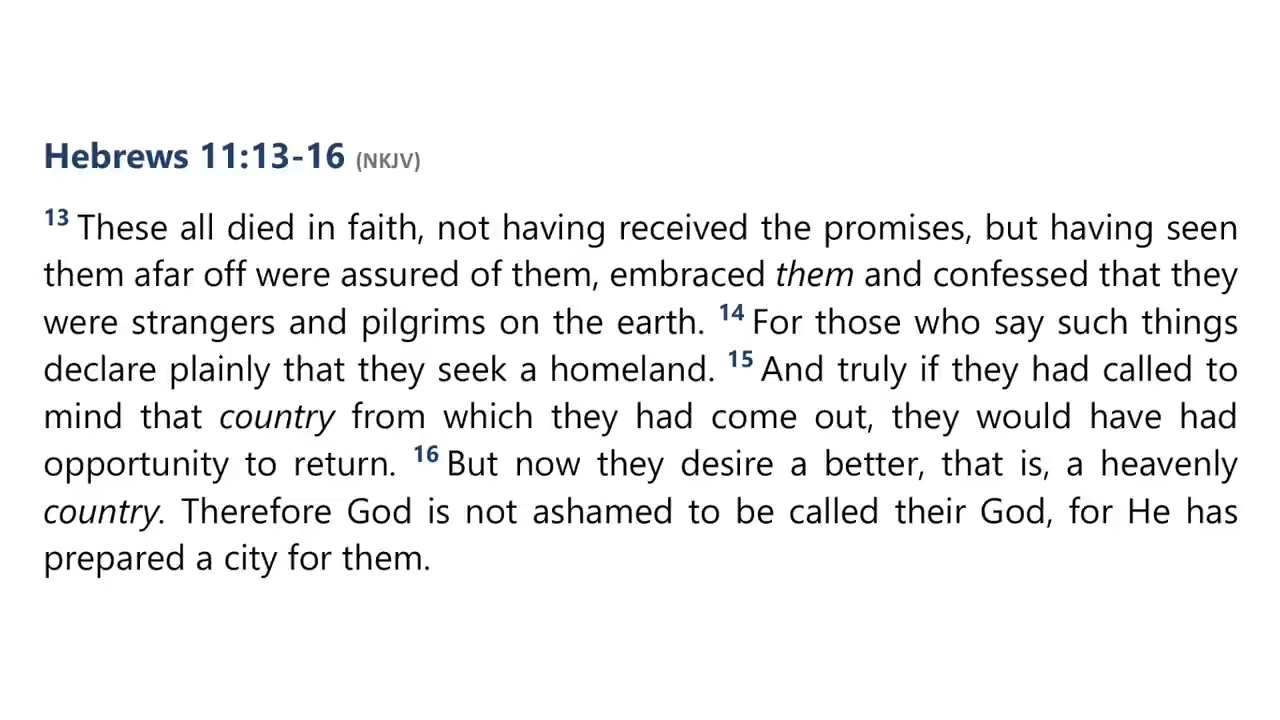 Hebrews 11:13-16 (NKJV)
13 These all died in faith, not having received the promises, but having seen
them afar off were assured of them, embraced them and confessed that they
were strangers and pilgrims on the earth. 14 For those who say such things
declare plainly that they seek a homeland. 15 And truly if they had called to
mind that country from which they had come out, they would have had
opportunity to return. 16 But now they desire a better, that is, a heavenly
country. Therefore God is not ashamed to be called their God, for He has
prepared a city for them.